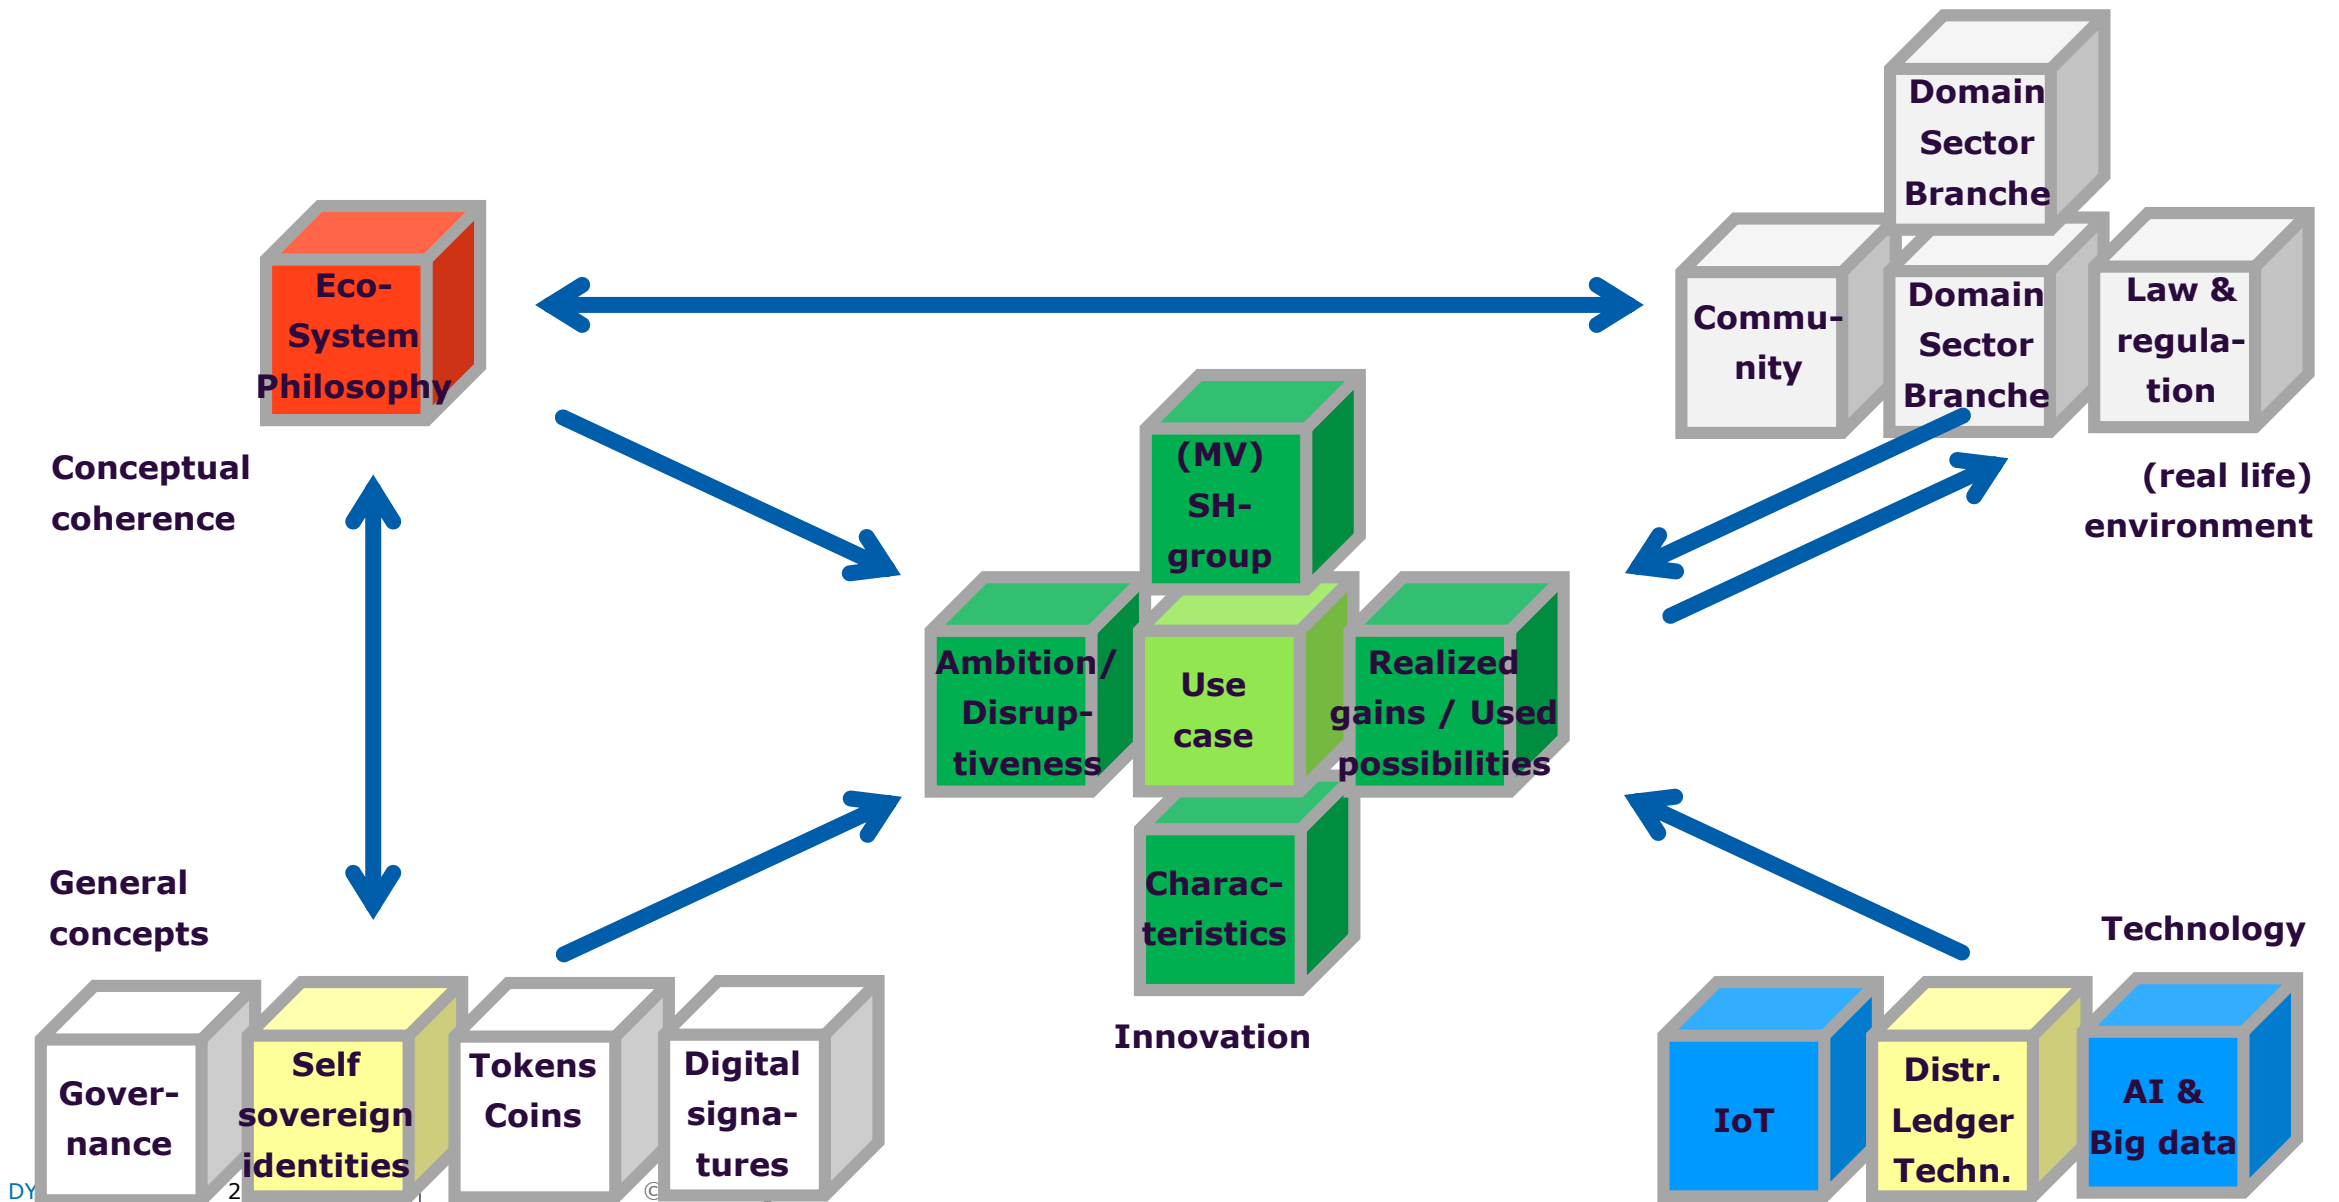 Domain
Sector
Branche
Eco-
System
Philosophy
Commu-
nity
Domain
Sector
Branche
Law &
regula-
tion
Conceptual
coherence
(real life)
environment
(MV)
SH-
group
Ambition/
Disrup-
tiveness
Use
case
Realized
gains / Used
possibilities
Charac-
teristics
Innovation
General
concepts
Technology
Gover-
nance
Self
sovereign
identities
Tokens
Coins
Digital
signa-
tures
IoT
Distr.
Ledger
Techn.
AI &
Big data
DY
2
©